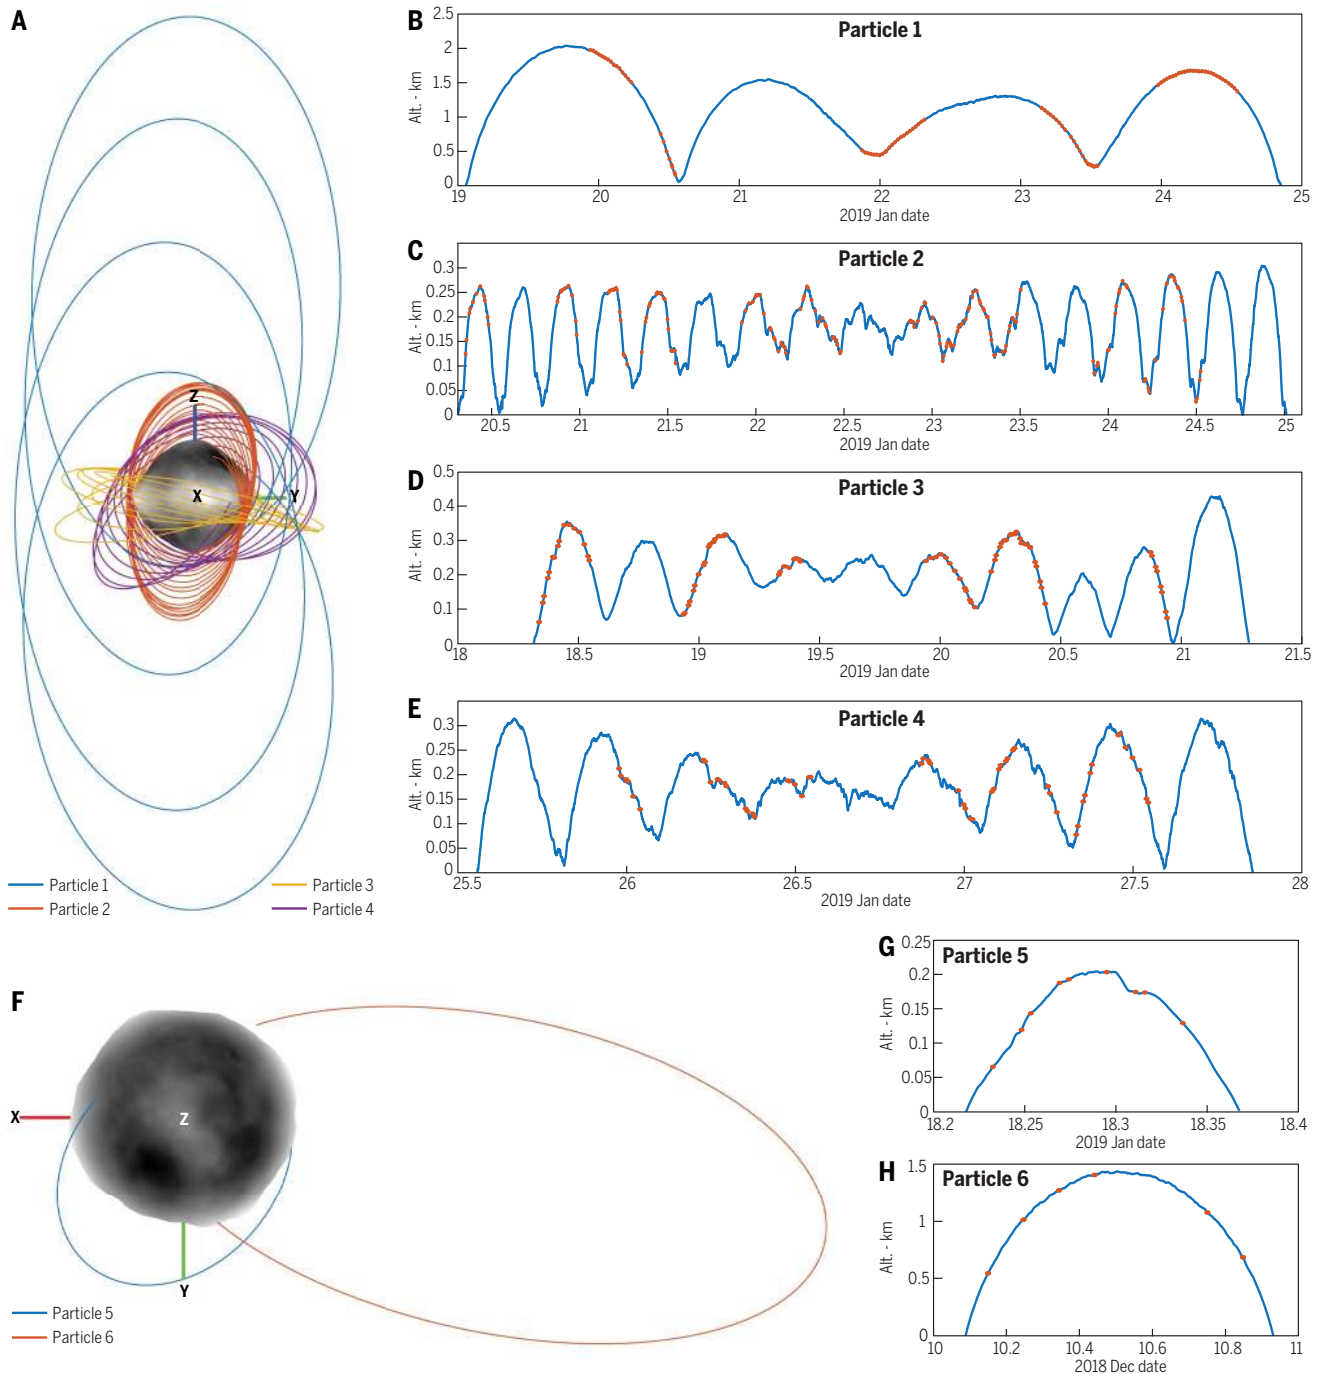 A
Z
X
Y
Particle 1
Particle 2
Particle 3
Particle 4
B
Particle 1
Alt. - km
2.5
2
1.5
1
0.5
0
19 20 21 22 23 24 25
2019 Jan date
C
Particle 2
Alt. - km
0.3
0.25
0.2
0.15
0.1
0.05
0
20.5 21 21.5 22 22.5 23 23.5 24 24.5 25
2019 Jan date
D
Particle 3
Alt. - km
0.5
0.4
0.3
0.2
0.1
0
18 18.5 19 19.5 20 20.5 21 21.5
2019 Jan date
E
Particle 4
Alt. - km
0.3
0.25
0.2
0.15
0.1
0.05
0
25.5 26 26.5 27 27.5 28
2019 Jan date
F
X
Z
Y
Particle 5
Particle 6
G
Particle 5
Alt. - km
0.25
0.2
0.15
0.1
0.05
0
18.2 18.25 18.3 18.35 18.4
2019 Jan date
H
Particle 6
Alt. - km
1.5
1
0.5
0
10 10.2 10.4 10.6 10.8 11
2018 Dec date